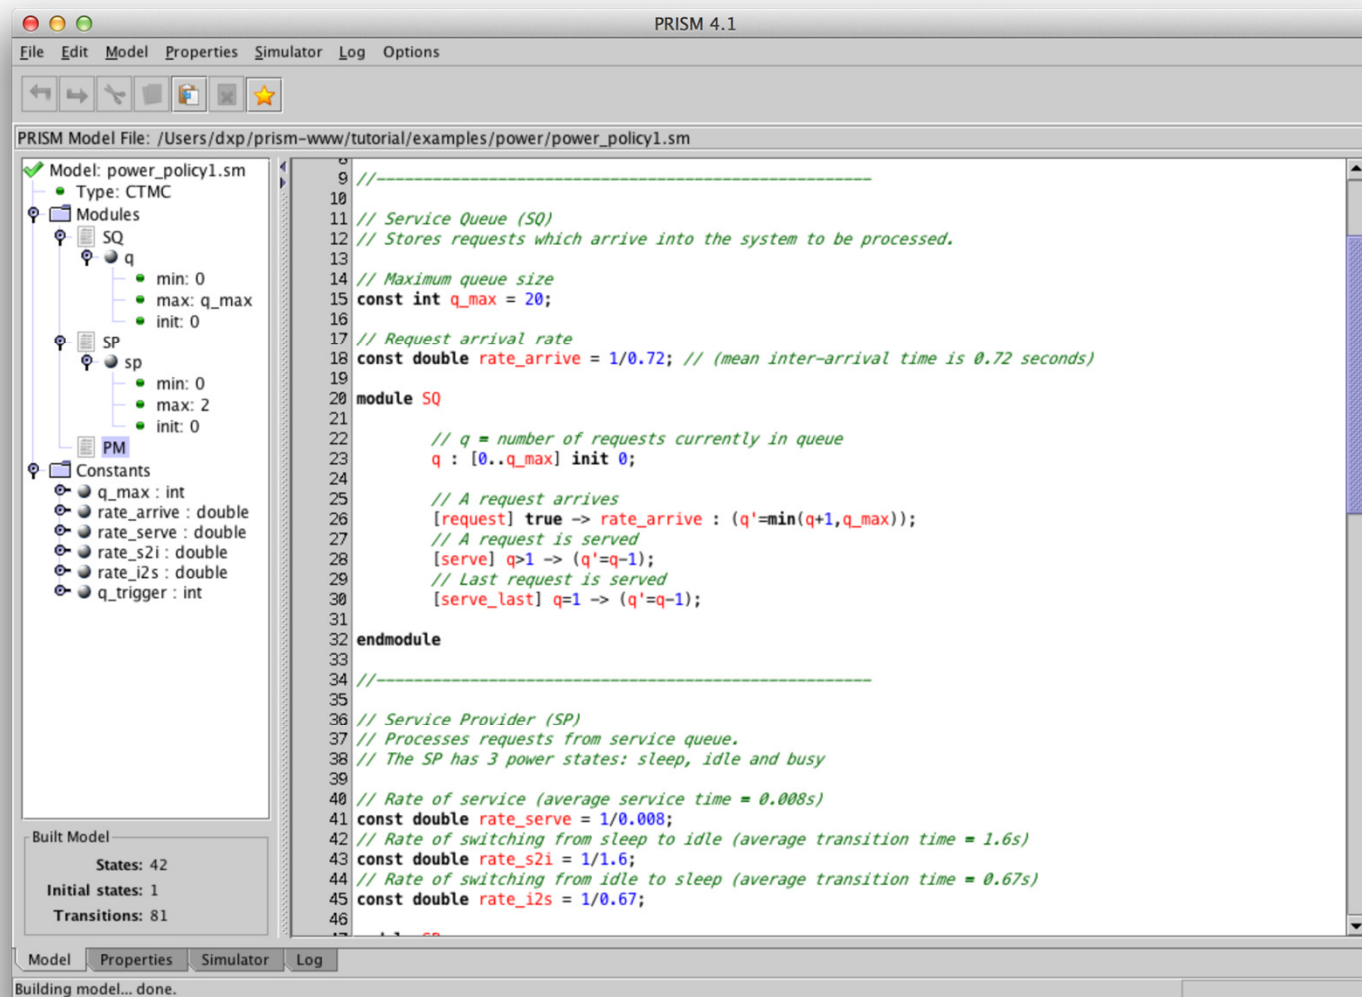 PRISM 4.1
File Edit Model Properties Simulator Log Options
PRISM Model File: /Users/dxp/prism-www/tutorial/examples/power/power_policy1.sm
Model: power_policy1.sm
Type: CTMC
Modules
SQ
q
min: 0
max: q_max
init: 0
SP
sp
min: 0
max: 2
init: 0
PM
Constants
q_max : int
rate_arrive : double
rate_serve : double
rate_s2i : double
rate_i2s : double
q_trigger : int
Built Model
States: 42
Initial states: 1
Transitions: 81
8
9 //------------------------------------------------------
10
11 // Service Queue (SQ)
12 // Stores requests which arrive into the system to be processed.
13
14 // Maximum queue size
15 const int q_max = 20;
16
17 // Request arrival rate
18 const double rate_arrive = 1/0.72; // (mean inter-arrival time is 0.72 seconds)
19
20 module SQ
21
22 // q = number of requests currently in queue
23 q : [0..q_max] init 0;
24
25 // A request arrives
26 [request] true -> rate_arrive : (q'=min(q+1,q_max));
27 // A request is served
28 [serve] q>1 -> (q'=q-1);
29 // Last request is served
30 [serve_last] q=1 -> (q'=q-1);
31
32 endmodule
33
34 //------------------------------------------------------
35
36 // Service Provider (SP)
37 // Processes requests from service queue.
38 // The SP has 3 power states: sleep, idle and busy
39
40 // Rate of service (average service time = 0.008s)
41 const double rate_serve = 1/0.008;
42 // Rate of switching from sleep to idle (average transition time = 1.6s)
43 const double rate_s2i = 1/1.6;
44 // Rate of switching from idle to sleep (average transition time = 0.67s)
45 const double rate_i2s = 1/0.67;
46
Model Properties Simulator Log
Building model... done.